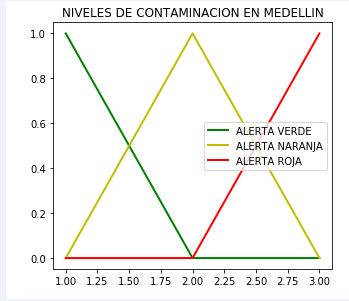 NIVELES DE CONTAMINACION EN MEDELLIN
1.0
0.8
0.6
0.4
0.2
0.0
ALERTA VERDE
ALERTA NARANJA
ALERTA ROJA
1.00 1.25 1.50 1.75 2.00 2.25 2.50 2.75 3.00